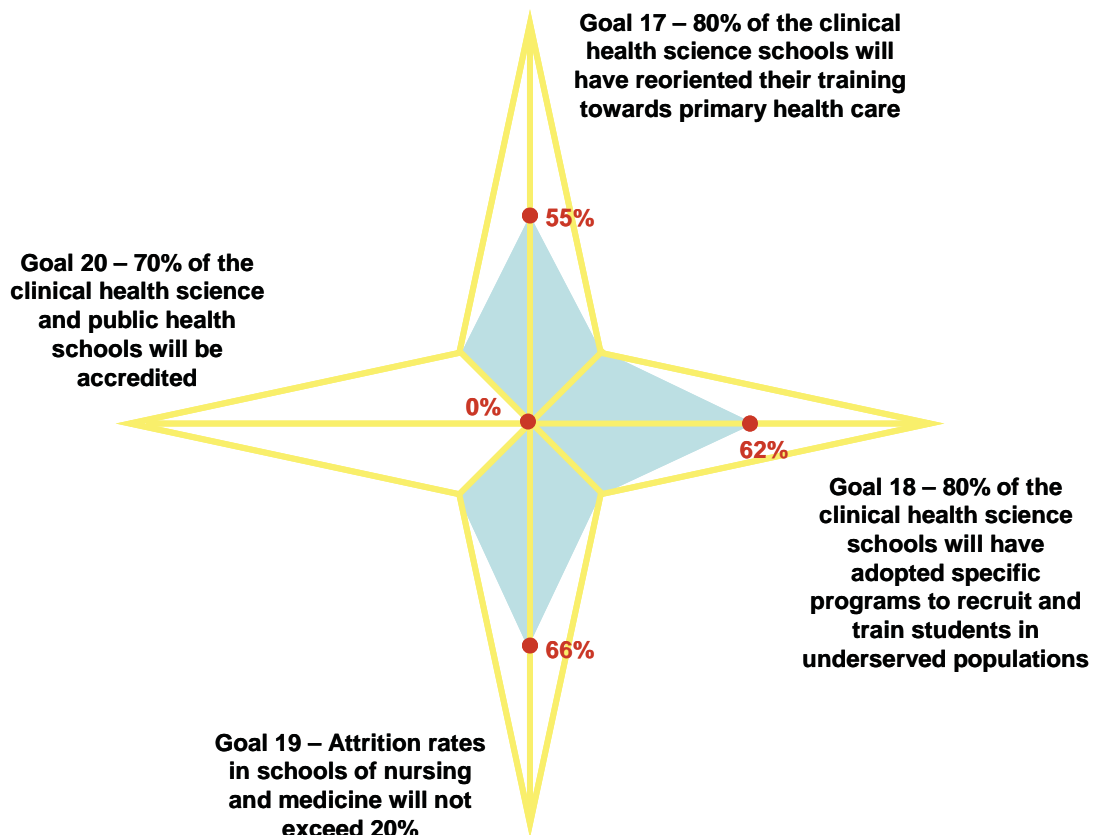 Goal 17 – 80% of the clinical
health science schools will
have reoriented their training
towards primary health care
55%
Goal 20 – 70% of the
clinical health science
and public health
schools will be
accredited
0%
62%
Goal 18 – 80% of the
clinical health science
schools will have
adopted specific
programs to recruit and
train students in
underserved populations
66%
Goal 19 – Attrition rates
in schools of nursing
and medicine will not
exceed 20%